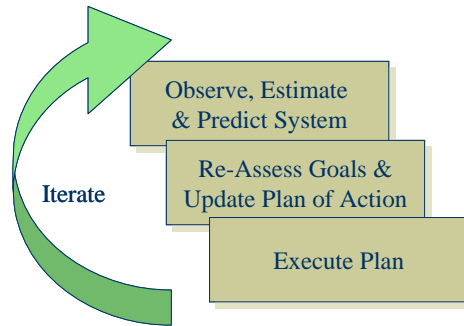 Observe, Estimate
& Predict System
Re-Assess Goals &
Update Plan of Action
Iterate
Execute Plan